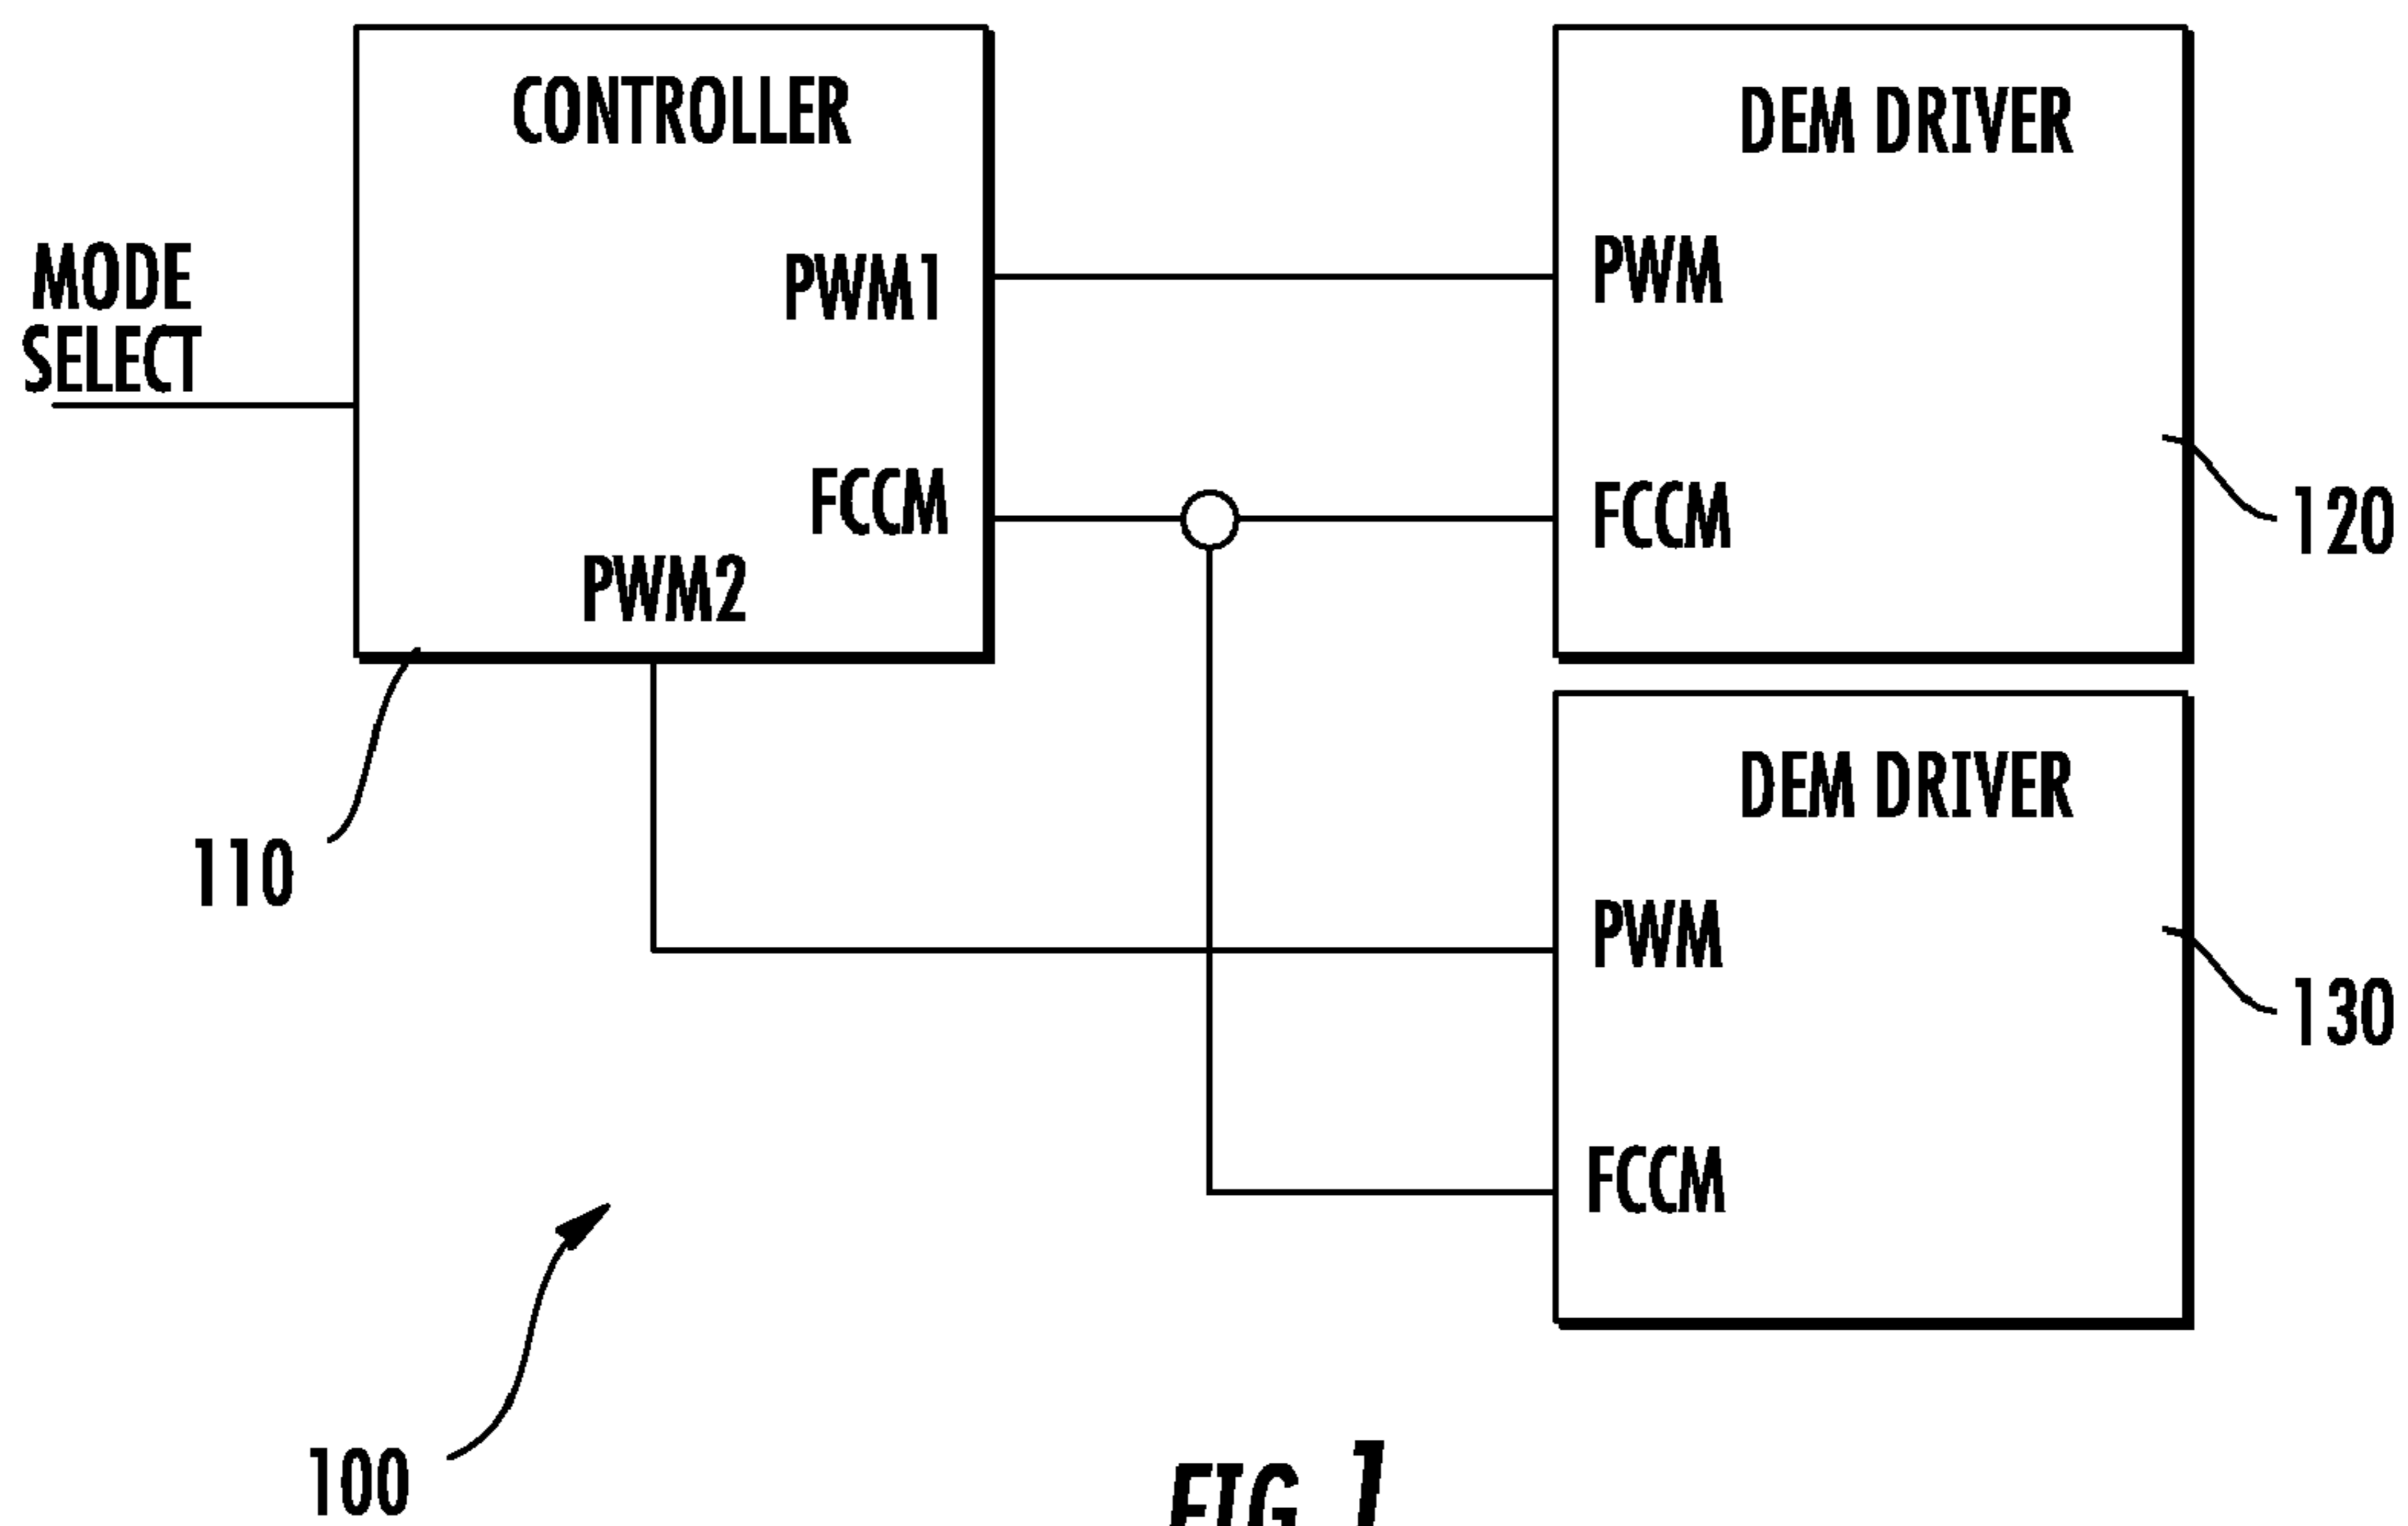 CONTROLLER
MODE
SELECT
PWM1
FCCM
PWM2
110
DEM DRIVER
PWM
FCCM
120
DEM DRIVER
PWM
FCCM
130
100
FIG. 1